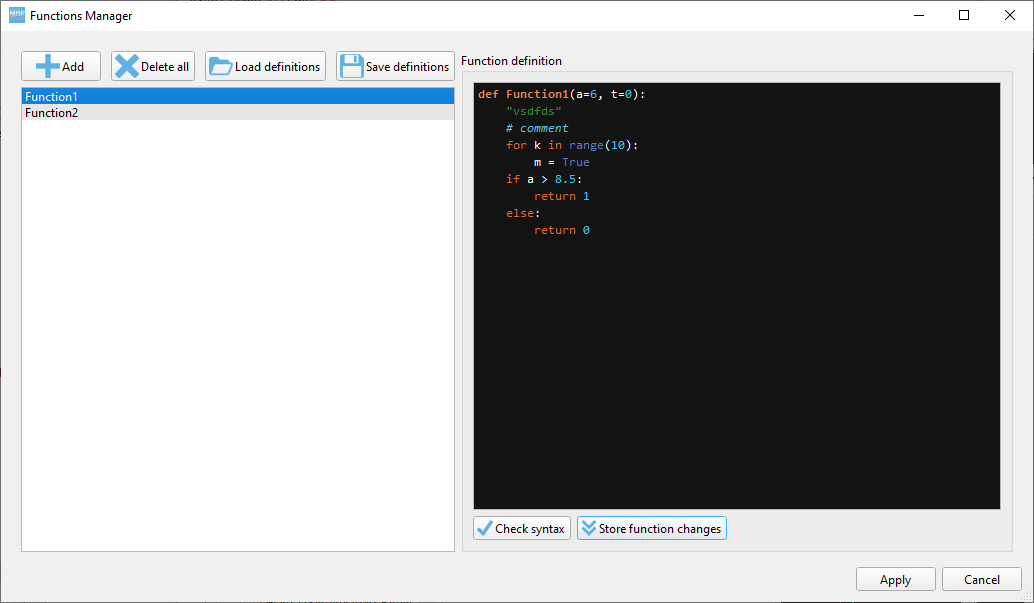 MDF
Functions Manager
Add
Delete all
Load definitions
Save definitions
Function definition
Function1
Function2
def Function1(a=6, t=0):
    "vsdfds"
    # comment
    for k in range(10):
        m = True
    if a > 8.5:
        return 1
    else:
        return 0
Check syntax
Store function changes
Apply
Cancel